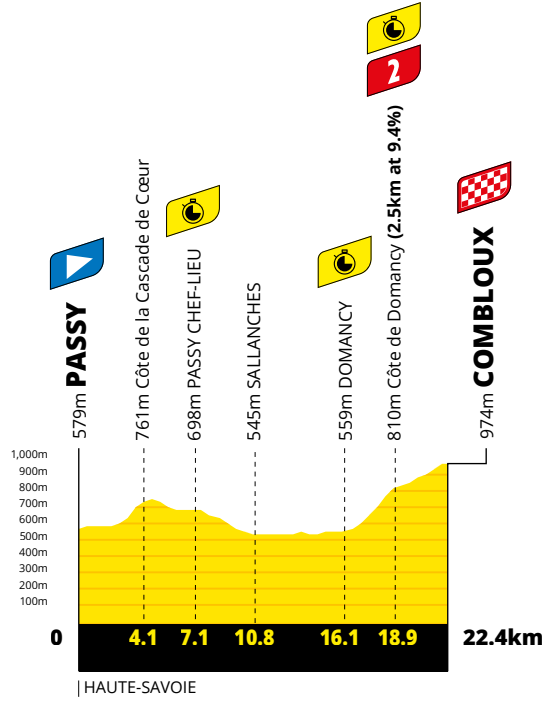 2
579m PASSY
761m Côte de la Cascade de Cœur
698m PASSY CHEF-LIEU
545m SALLANCHES
559m DOMANCY
810m Côte de Domancy (2.5km at 9.4%)
974m COMBLOUX
1,000m
900m
800m
700m
600m
500m
400m
300m
200m
100m
0 4.1 7.1 10.8 16.1 18.9 22.4km
HAUTE-SAVOIE